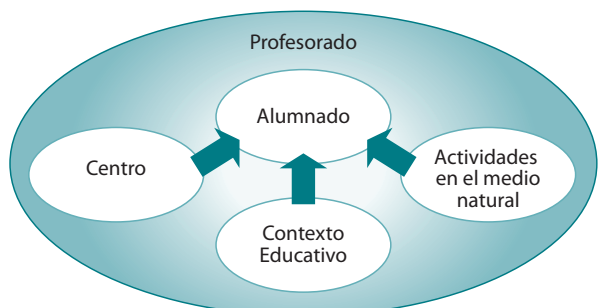 Profesorado
Alumnado
Centro
Actividades
en el medio
natural
Contexto
Educativo